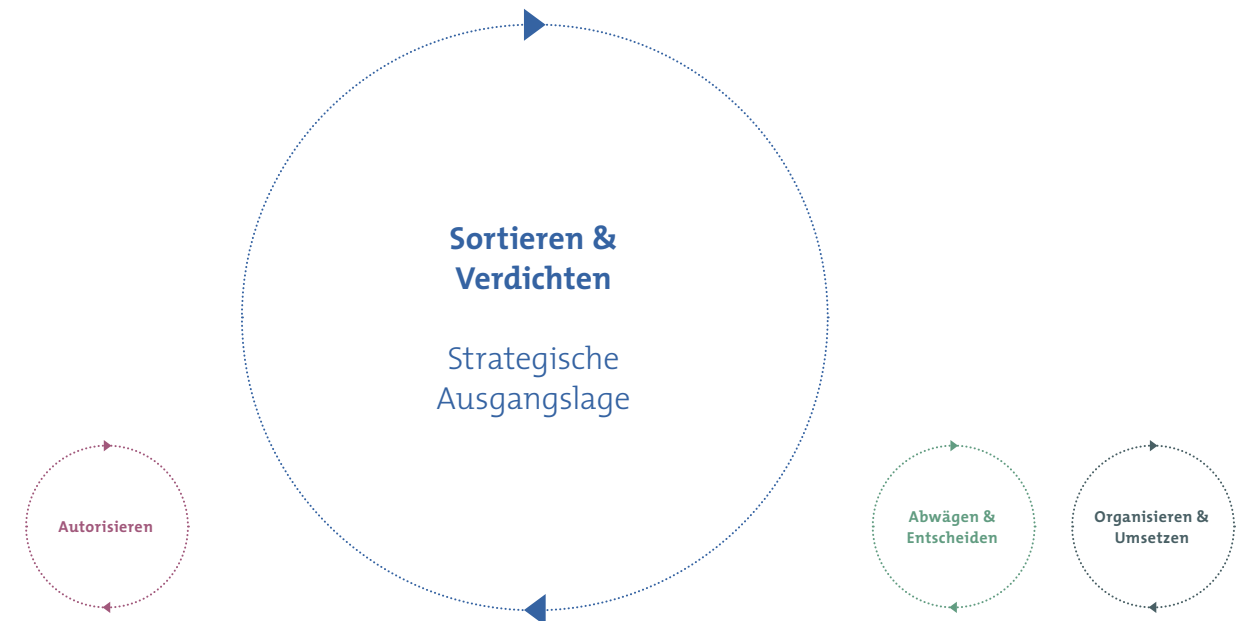 Autorisieren
Sortieren &
Verdichten
Strategische
Ausgangslage
Abwägen &
Entscheiden
Organisieren &
Umsetzen